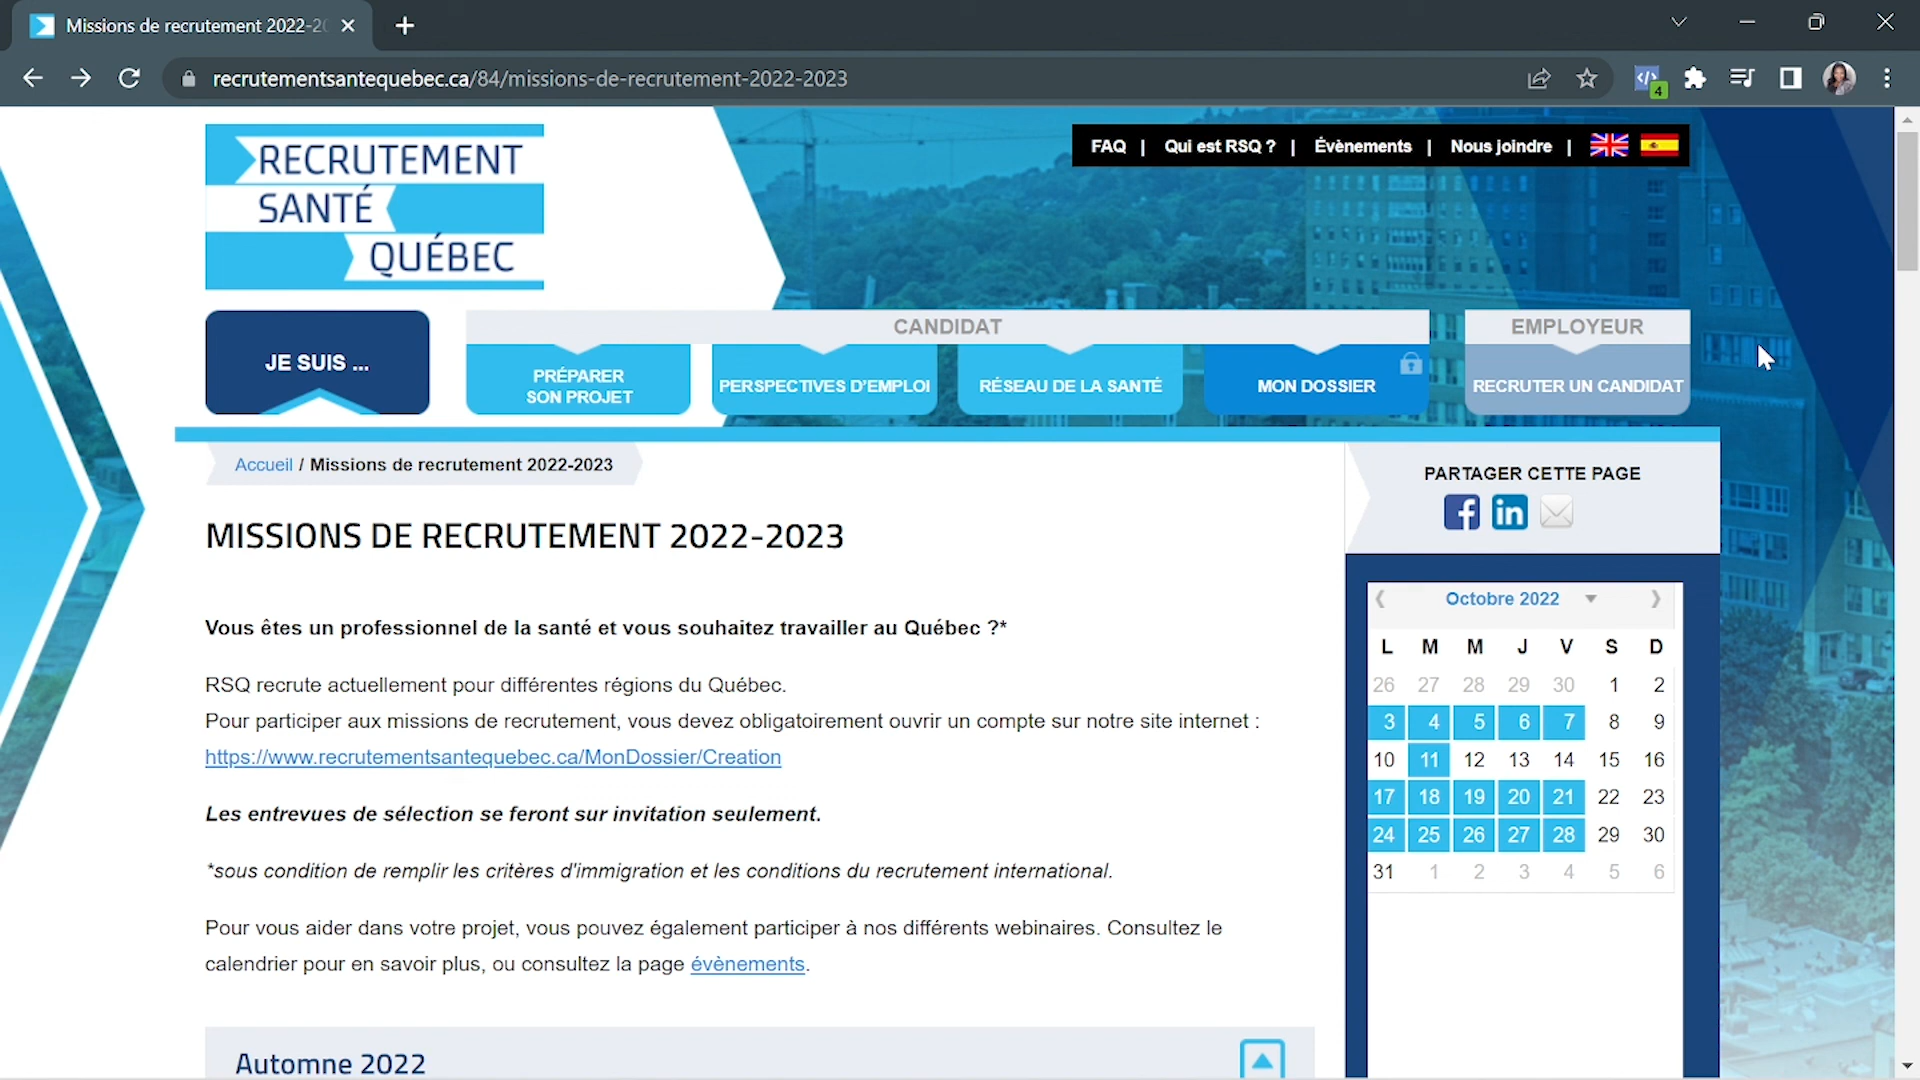 Missions de recrutement 2022-20
recrutementsantequebec.ca/84/missions-de-recrutement-2022-2023
4
RECRUTEMENT
SANTÉ
QUÉBEC
FAQ | Qui est RSQ ? | Évènements | Nous joindre |
JE SUIS ...
CANDIDAT
PRÉPARER
SON PROJET
PERSPECTIVES D'EMPLOI
RÉSEAU DE LA SANTÉ
MON DOSSIER
EMPLOYEUR
RECRUTER UN CANDIDAT
Accueil / Missions de recrutement 2022-2023
MISSIONS DE RECRUTEMENT 2022-2023
Vous êtes un professionnel de la santé et vous souhaitez travailler au Québec ?*
RSQ recrute actuellement pour différentes régions du Québec.
Pour participer aux missions de recrutement, vous devez obligatoirement ouvrir un compte sur notre site internet :
https://www.recrutementsantequebec.ca/MonDossier/Creation
Les entrevues de sélection se feront sur invitation seulement.
*sous condition de remplir les critères d'immigration et les conditions du recrutement international.
Pour vous aider dans votre projet, vous pouvez également participer à nos différents webinaires. Consultez le
calendrier pour en savoir plus, ou consultez la page évènements.
Automne 2022
PARTAGER CETTE PAGE
Octobre 2022
L M M J V S D
26 27 28 29 30 1 2
3 4 5 6 7 8 9
10 11 12 13 14 15 16
17 18 19 20 21 22 23
24 25 26 27 28 29 30
31 1 2 3 4 5 6